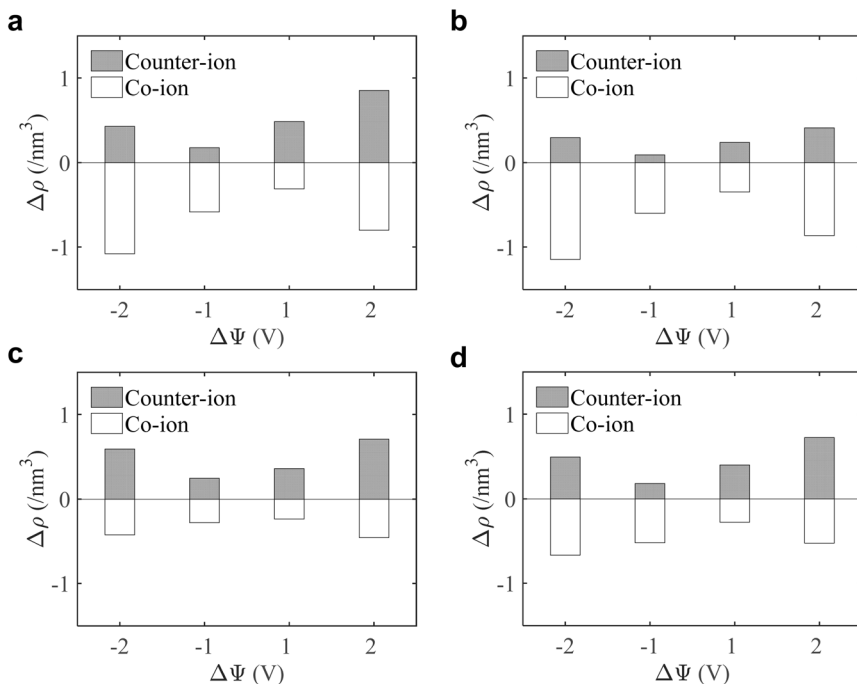 a
Counter-ion
Co-ion
1
0
-1
Δρ (/nm³)
-2 -1 1 2
ΔΨ (V)
b
Counter-ion
Co-ion
1
0
-1
Δρ (/nm³)
-2 -1 1 2
ΔΨ (V)
c
Counter-ion
Co-ion
1
0
-1
Δρ (/nm³)
-2 -1 1 2
ΔΨ (V)
d
Counter-ion
Co-ion
1
0
-1
Δρ (/nm³)
-2 -1 1 2
ΔΨ (V)